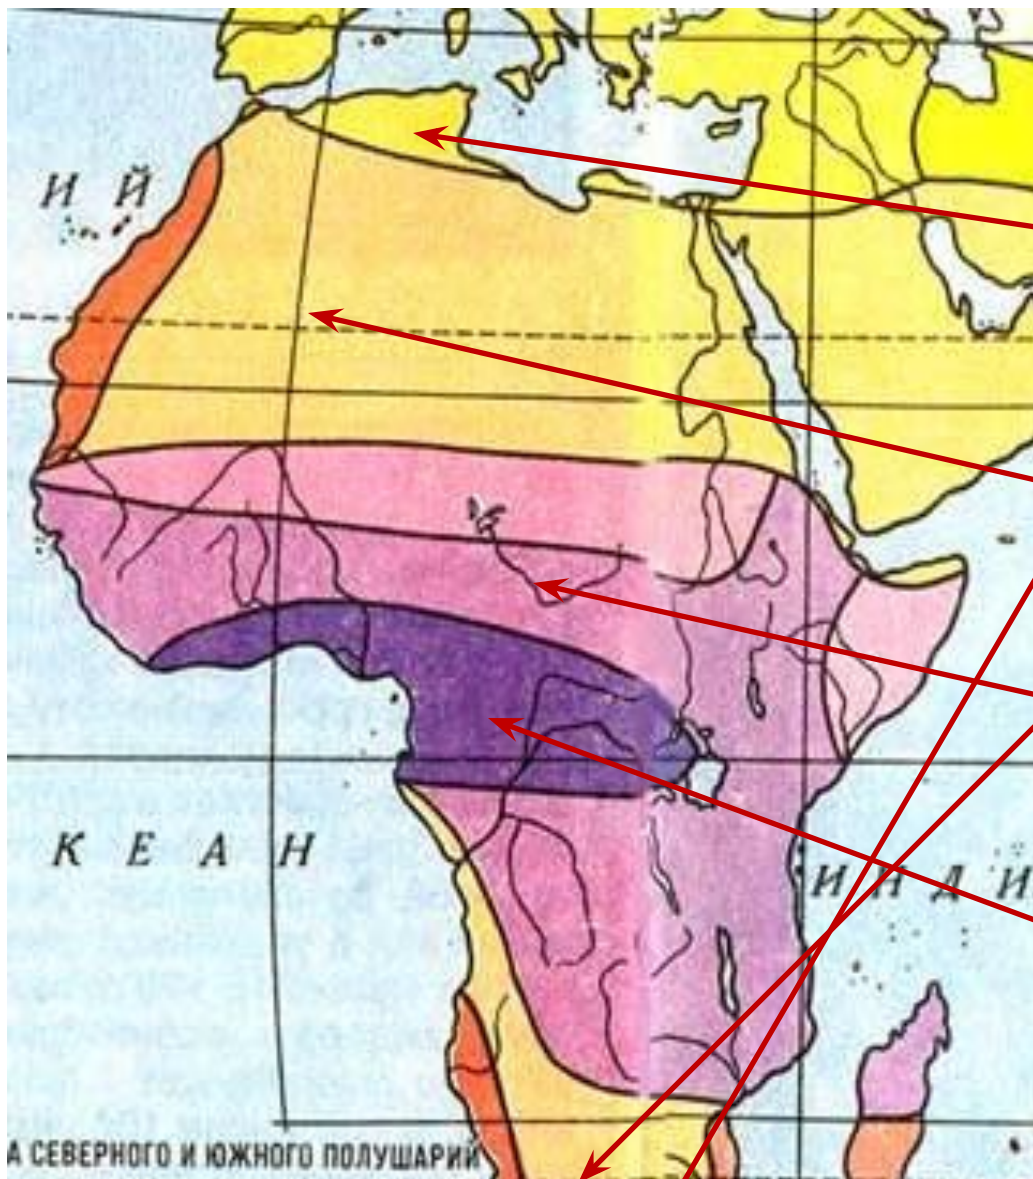 И Й
К Е А Н
И Н Д И
А СЕВЕРНОГО И ЮЖНОГО ПОЛУШАРИЙ